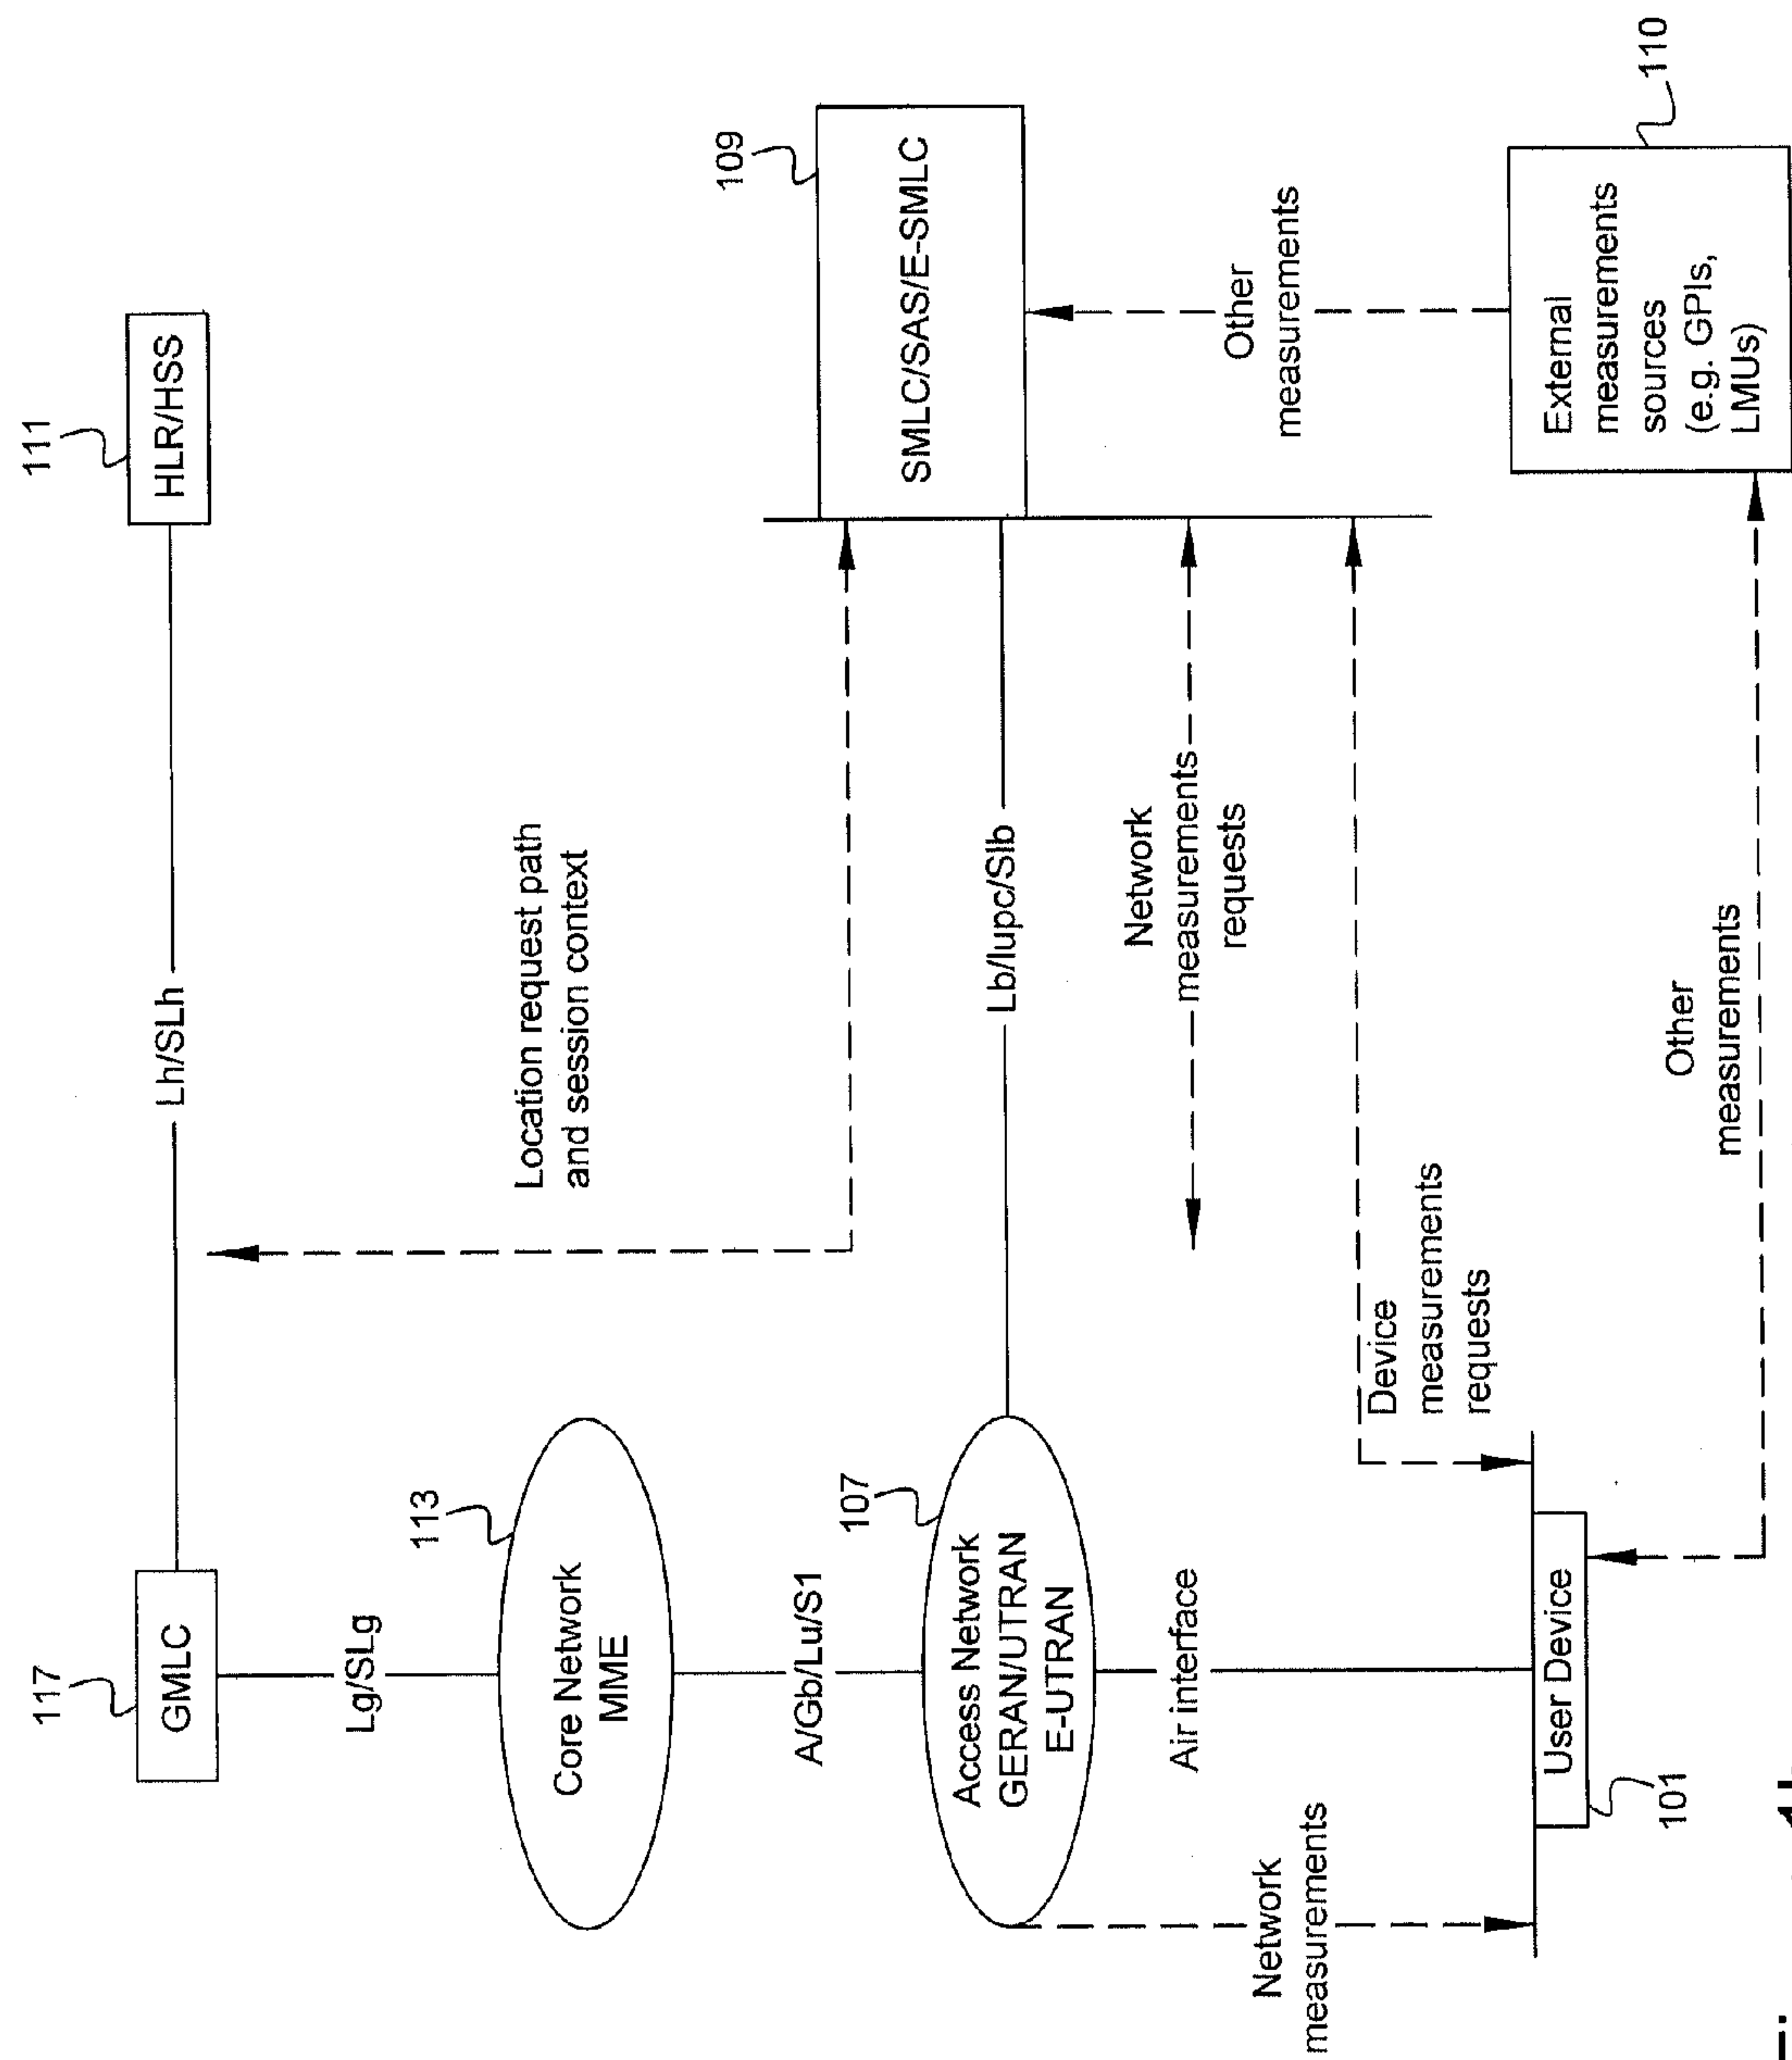 117
GMLC
Lh/SLh
111
HLR/HSS
Lg/SLg
113
Core Network
MME
Location request path
and session context
A/Gb/Lu/S1
107
Access Network
GERAN/UTRAN
E-UTRAN
Lb/Iupc/Slb
109
SMLC/SAS/E-SMLC
Air interface
Network
measurements
requests
Other
measurements
Network
measurements
Device
measurements
requests
User Device
101
Other
measurements
External
measurements
sources
(e.g. GPIs,
LMUs)
110